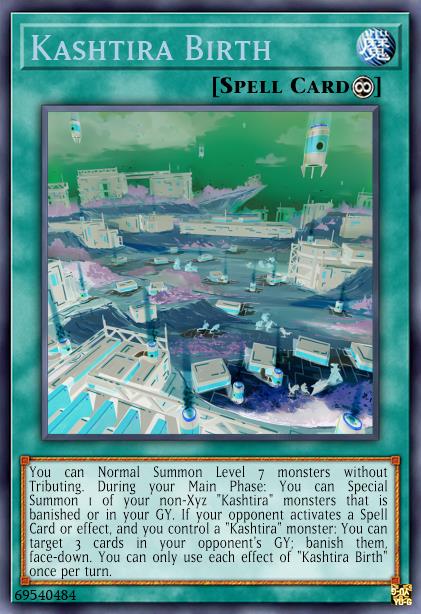 Kashtira Birth
[Spell Card]
You can Normal Summon Level 7 monsters without
Tributing. During your Main Phase: You can Special
Summon 1 of your non-Xyz "Kashtira" monsters that is
banished or in your GY. If your opponent activates a Spell
Card or effect, and you control a "Kashtira" monster: You can
target 3 cards in your opponent's GY; banish them,
face-down. You can only use each effect of "Kashtira Birth"
once per turn.
69540484